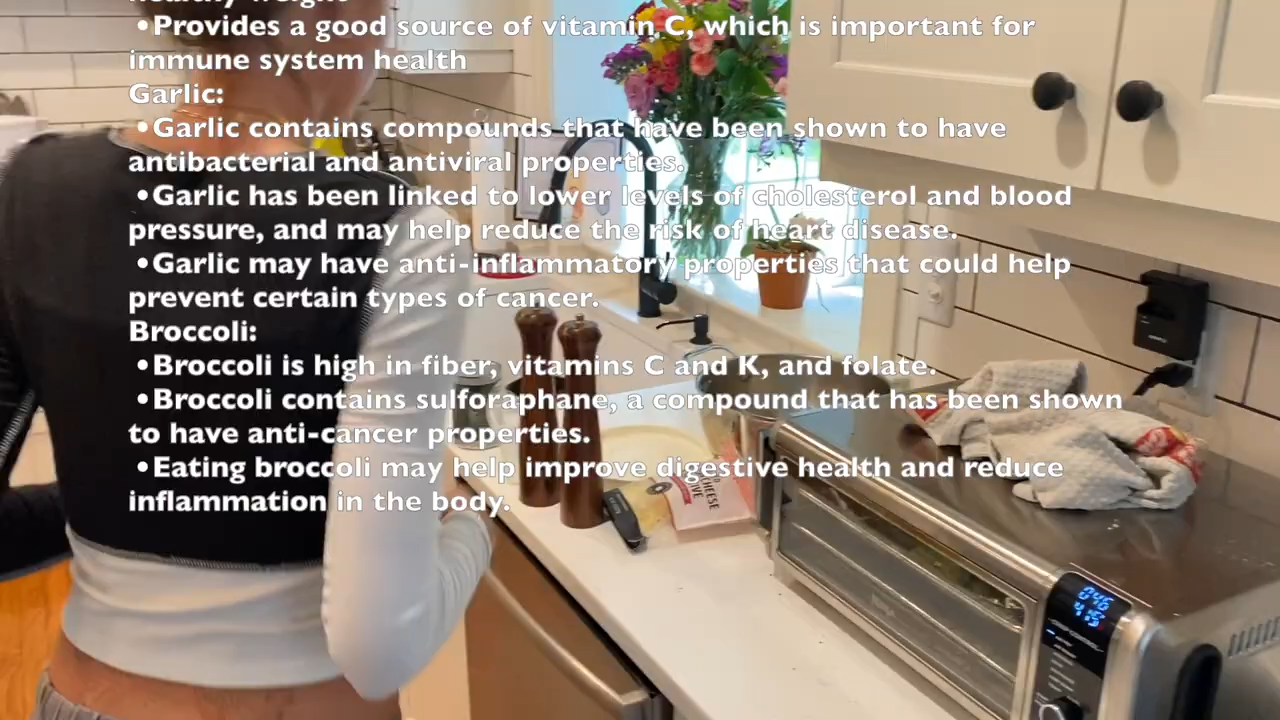 healthy weight
•Provides a good source of vitamin C, which is important for
immune system health
Garlic:
•Garlic contains compounds that have been shown to have
antibacterial and antiviral properties.
•Garlic has been linked to lower levels of cholesterol and blood
pressure, and may help reduce the risk of heart disease.
•Garlic may have anti-inflammatory properties that could help
prevent certain types of cancer.
Broccoli:
•Broccoli is high in fiber, vitamins C and K, and folate.
•Broccoli contains sulforaphane, a compound that has been shown
to have anti-cancer properties.
•Eating broccoli may help improve digestive health and reduce
inflammation in the body.
CHEESE